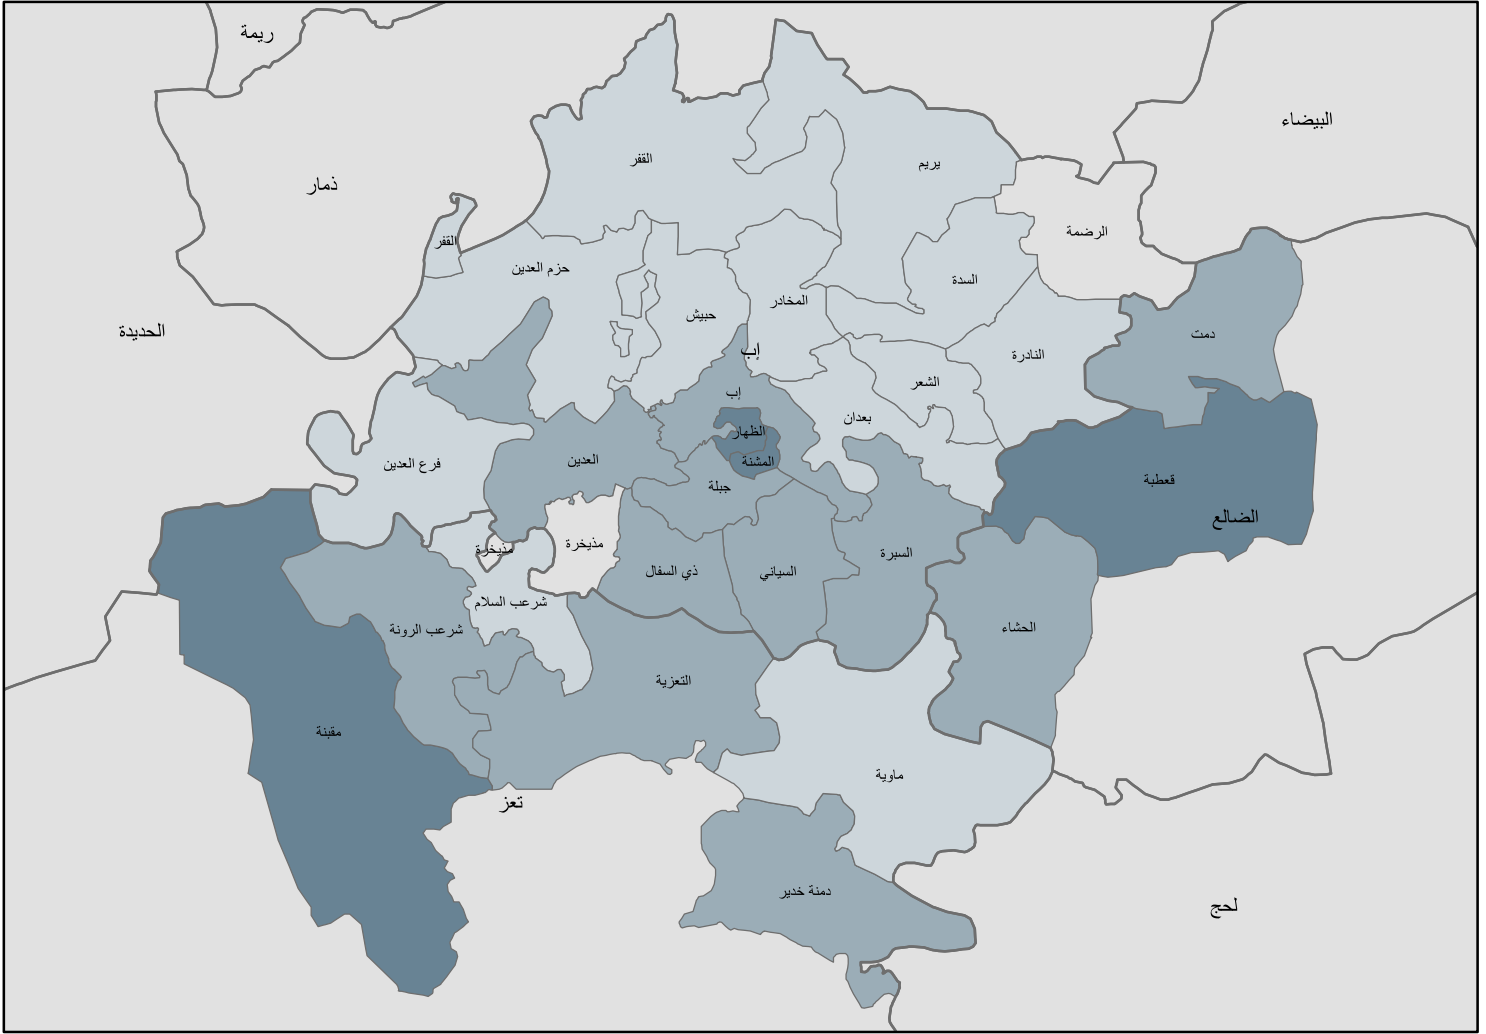 ريمة
البيضاء
القفر
يريم
ذمار
الرضمة
القفر
حزم العدين
السدة
المخادر
حبيش
الحديدة
دمت
إب
النادرة
الشعر
إب
بعدان
الظهار
العدين
فرع العدين
المشنة
قعطبة
جبلة
الضالع
مذيخرة
مذيخرة
السبرة
ذي السفال
السياني
شرعب السلام
شرعب الرونة
الحشاء
التعزية
مقبنة
ماوية
تعز
دمنة خدير
لحج